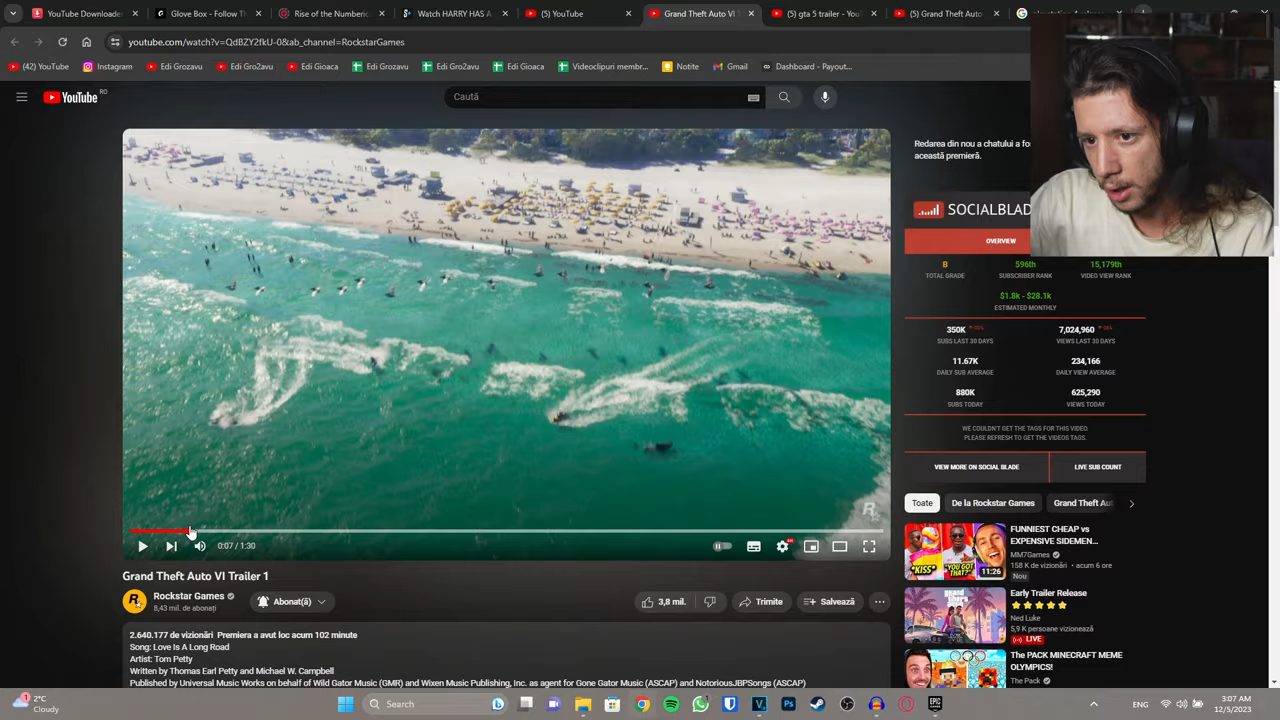 YouTube Downloader
Glove Box - Follow T
Rise of the Number
Watch HARRY HAS A
(5) YouTube
Grand Theft Auto VI
(5) gta 5 trailer - You
(5) Grand Theft Auto
youtube.com/watch?v=QdBZY2fkU-0&ab_channel=Rockstar
(42) YouTube
Instagram
Edi Grozavu
Edi Gro2avu
Edi Gioaca
Edi Grozavu
Edi Grozavu
Edi Gioaca
Videoclipuri membr...
Notite
Gmail
Dashboard - Payout...
YouTube RO
Caută
Redarea din nou a chatului a fo
această premieră.
SOCIALBLAD
OVERVIEW
B
596th
15,179th
TOTAL GRADE
SUBSCRIBER RANK
VIDEO VIEW RANK
$1.8k - $28.1k
ESTIMATED MONTHLY
350K
7,024,960
SUBS LAST 30 DAYS
VIEWS LAST 30 DAYS
11.67K
234,166
DAILY SUB AVERAGE
DAILY VIEW AVERAGE
880K
625,290
SUBS TODAY
VIEWS TODAY
WE COULDN'T GET THE TAGS FOR THIS VIDEO.
PLEASE REFRESH TO GET THE VIDEOS TAGS.
VIEW MORE ON SOCIAL BLADE
LIVE SUB COUNT
Toate
De la Rockstar Games
Grand Theft Aut
FUNNIEST CHEAP vs
EXPENSIVE SIDEMEN...
MM7Games
158 K de vizionări • acum 6 ore
Nou
*KISS*
*YOU GOT THAT?*
11:26
Early Trailer Release
Ned Luke
5,9 K persoane vizionează
LIVE
The PACK MINECRAFT MEME
OLYMPICS!
The Pack
0:07 / 1:30
Grand Theft Auto VI Trailer 1
Rockstar Games
8,43 mil. de abonați
Abonat(ă)
3,8 mil.
Trimite
Salvează
2.640.177 de vizionări Premiera a avut loc acum
Song: Love Is A Long Road
Artist: Tom Petty
Written by Thomas Earl Petty and Michael W. Campbell
Published by Universal Music Works on behalf of Gone Gator Music (GMR) and Wixen Music Publishing, Inc. as agent for Gone Gator Music (ASCAP) and NotoriousJBPSongs (ASCAP)
2°C
Cloudy
Search
ENG
3:07 AM
12/5/2023